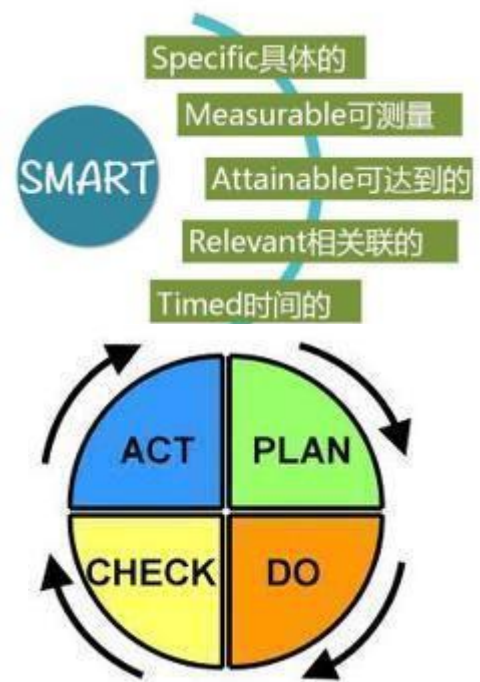 Specific具体的
Measurable可测量
SMART
Attainable可达到的
Relevant相关联的
Timed时间的
ACT
PLAN
CHECK
DO